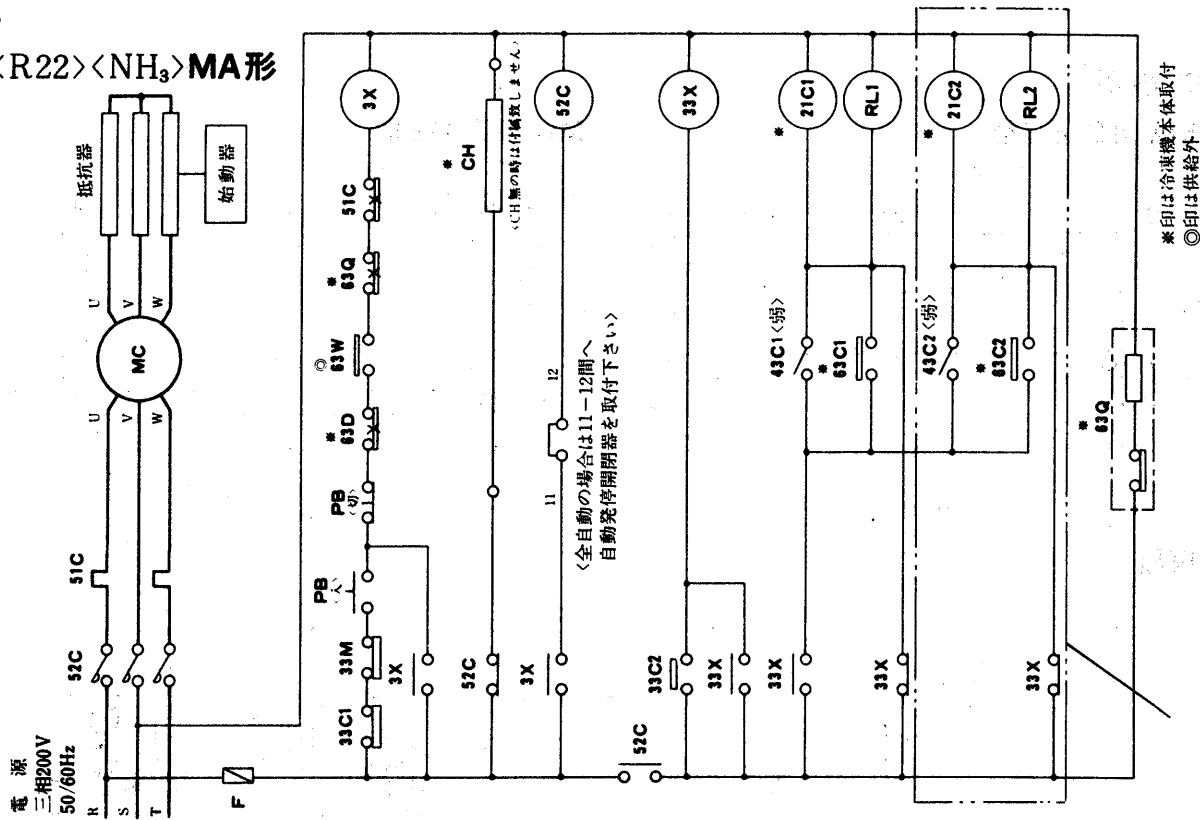 <R22><NH₃>MA形
電源
三相200V
50/60Hz
R
S
T
52C
51C
U
V
W
MC
U
V
W
抵抗器
始動器
F
33C1
33M
PB
<入>
PB
<切>
※
63D
◎
63W
※
63Q
51C
3X
3X
52C
※
CH
<CH無の時は付属致しません>
3X
11
12
52C
<全自動の場合は11-12間へ
自動発停開閉器を取付下さい>
52C
33C2
33X
33X
33X
43C1<弱>
※
63C1
※
21C1
RL1
33X
43C2<弱>
※
63C2
※
21C2
RL2
33X
※
63Q
※印は冷凍機本体取付
◎印は供給外